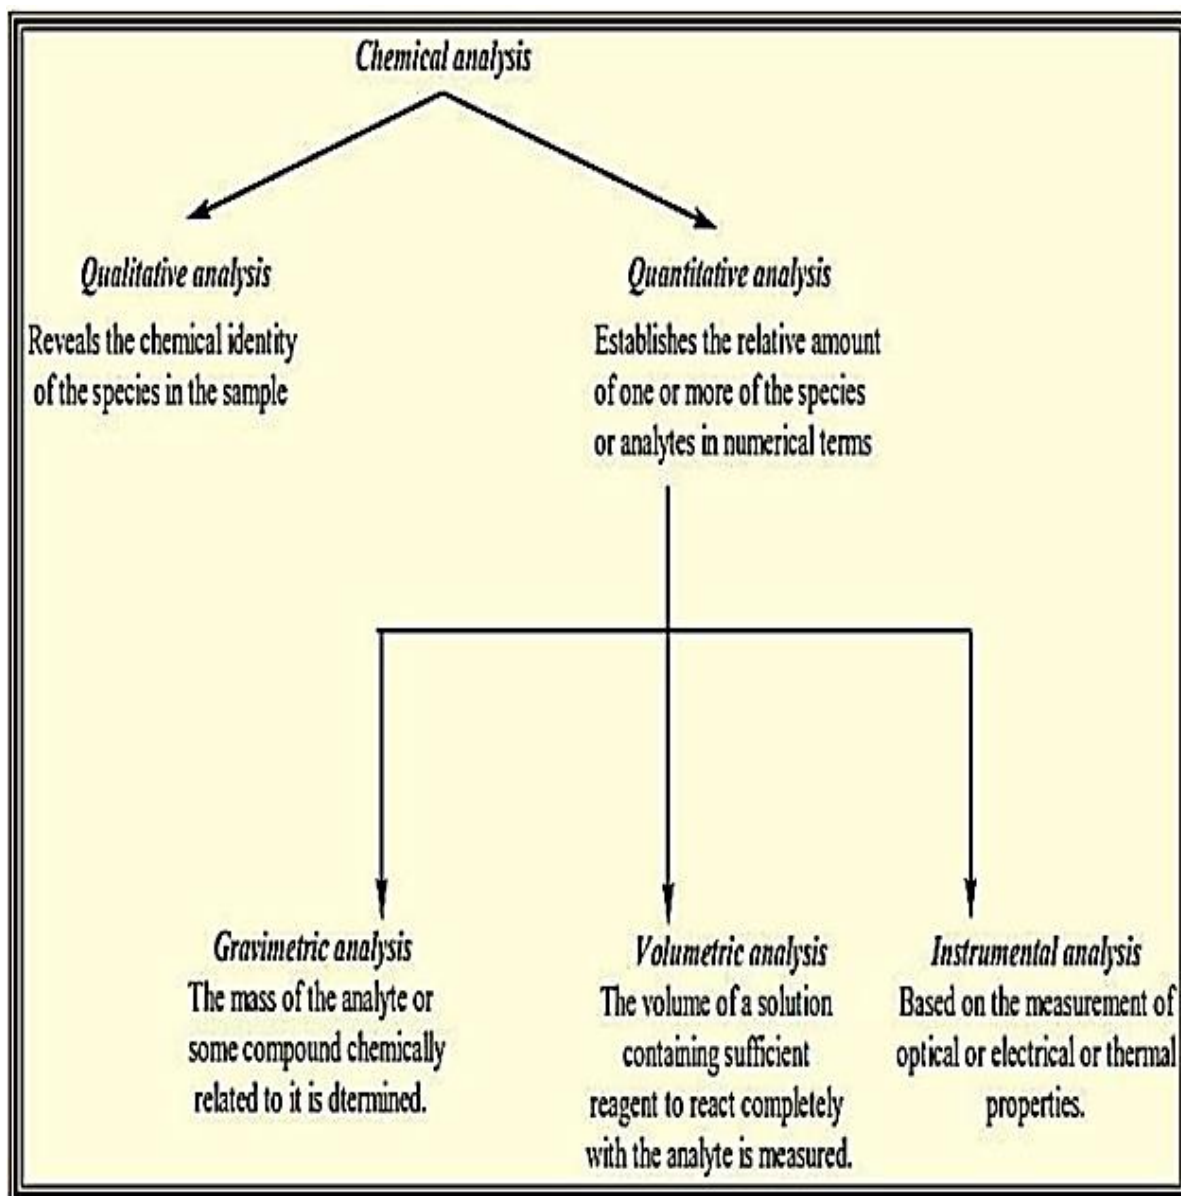 Chemical analysis
Qualitative analysis
Reveals the chemical identity
of the species in the sample
Quantitative analysis
Establishes the relative amount
of one or more of the species
or analytes in numerical terms
Gravimetric analysis
The mass of the analyte or
some compound chemically
related to it is dtermined.
Volumetric analysis
The volume of a solution
containing sufficient
reagent to react completely
with the analyte is measured.
Instrumental analysis
Based on the measurement of
optical or electrical or thermal
properties.